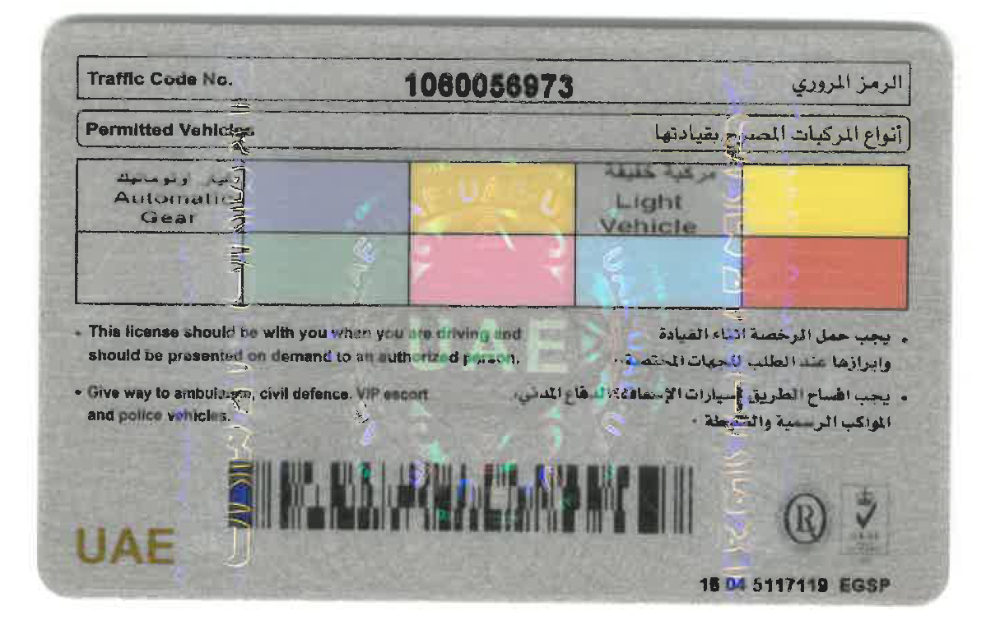 Traffic Code No. 1060056973 الرمز المروري
Permitted Vehicles أنواع المركبات المصرح بقيادتها
Automatic
Gear
مركبة خفيفة
Light
Vehicle
UAE
• This license should be with you when you are driving and
should be presented on demand to an authorized person.
• يجب حمل الرخصة اثناء القيادة
وابرازها عند الطلب للجهات المختصة.
• Give way to ambulance, civil defence, VIP escort
and police vehicles.
• يجب افساح الطريق لسيارات الإسعاف، الدفاع المدني،
المواكب الرسمية والشرطة.
UAE
R
15 04 5117119 EGSP